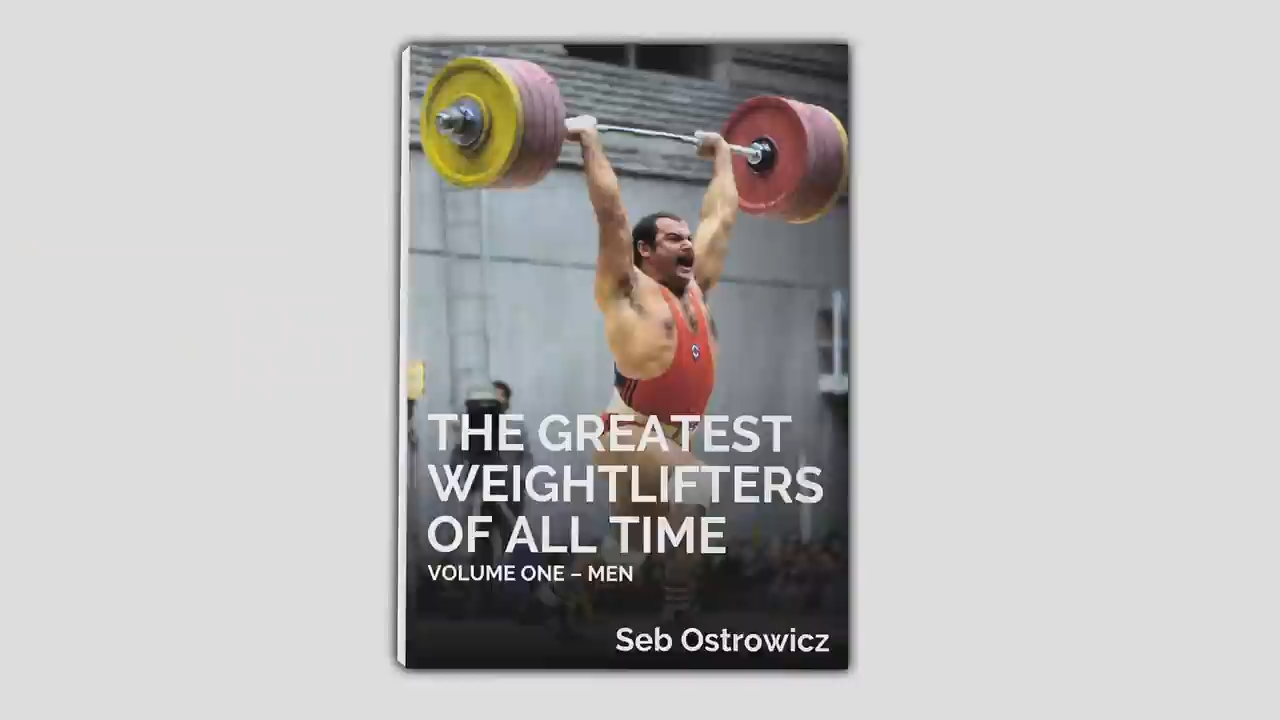 THE GREATEST
WEIGHTLIFTERS
OF ALL TIME
VOLUME ONE – MEN
Seb Ostrowicz